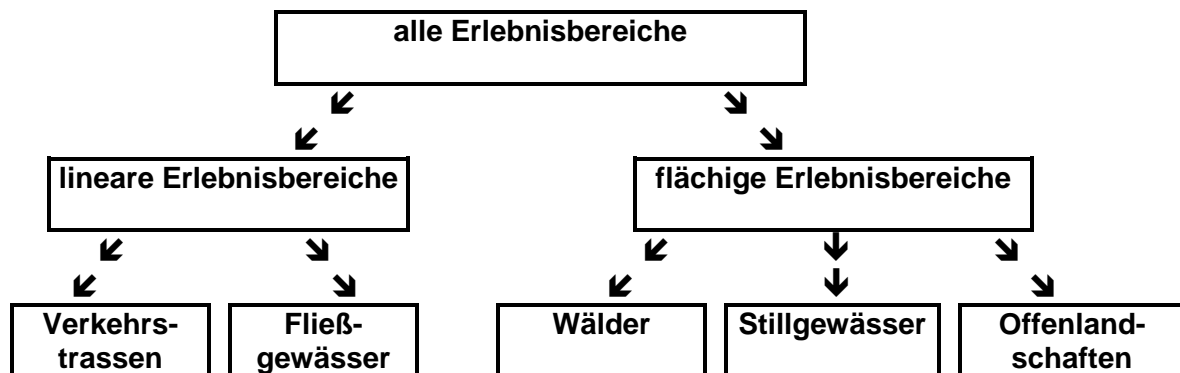 alle Erlebnisbereiche
lineare Erlebnisbereiche
flächige Erlebnisbereiche
Verkehrs-
trassen
Fließ-
gewässer
Wälder
Stillgewässer
Offenland-
schaften